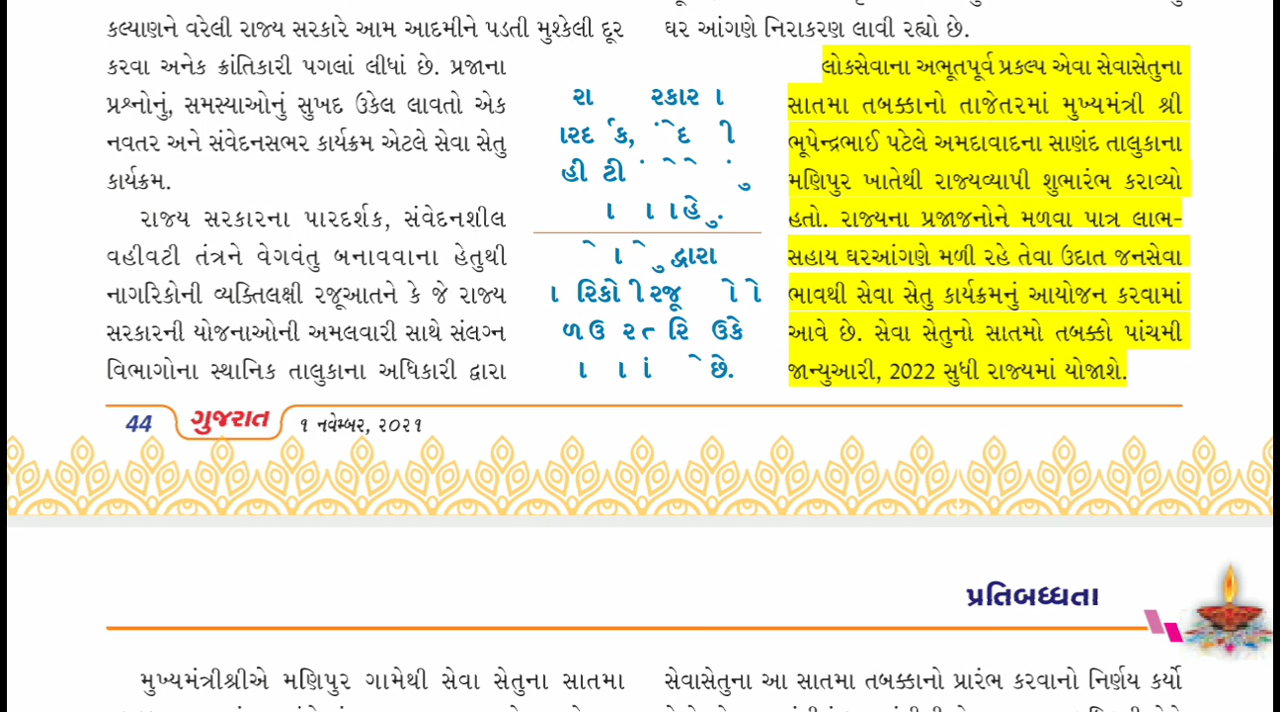 કલ્યાણને વરેલી રાજ્ય સરકારે આમ આદમીને પડતી મુશ્કેલી દૂર
કરવા અનેક ક્રાંતિકારી પગલાં લીધાં છે. પ્રજાના
પ્રશ્નોનું, સમસ્યાઓનું સુખદ ઉકેલ લાવતો એક
નવતર અને સંવેદનસભર કાર્યક્રમ એટલે સેવા સેતુ
કાર્યક્રમ.
રાજ્ય સરકારના પારદર્શક, સંવેદનશીલ
વહીવટી તંત્રને વેગવંતુ બનાવવાના હેતુથી
નાગરિકોની વ્યક્તિલક્ષી રજૂઆતને કે જે રાજ્ય
સરકારની યોજનાઓની અમલવારી સાથે સંલગ્ન
વિભાગોના સ્થાનિક તાલુકાના અધિકારી દ્વારા
દ્વારા
છે.
ઘર આંગણે નિરાકરણ લાવી રહ્યો છે.
લોકસેવાના અભૂતપૂર્વ પ્રકલ્પ એવા સેવાસેતુના
સાતમા તબક્કાનો તાજેતરમાં મુખ્યમંત્રી શ્રી
ભૂપેન્દ્રભાઈ પટેલે અમદાવાદના સાણંદ તાલુકાના
મણિપુર ખાતેથી રાજ્યવ્યાપી શુભારંભ કરાવ્યો
હતો. રાજ્યના પ્રજાજનોને મળવા પાત્ર લાભ-
સહાય ઘરઆંગણે મળી રહે તેવા ઉદાત જનસેવા
ભાવથી સેવા સેતુ કાર્યક્રમનું આયોજન કરવામાં
આવે છે. સેવા સેતુનો સાતમો તબક્કો પાંચમી
જાન્યુઆરી, 2022 સુધી રાજ્યમાં યોજાશે.
44 ગુજરાત ૧ નવેમ્બર, ૨૦૨૧
પ્રતિબધ્ધતા
મુખ્યમંત્રીશ્રીએ મણિપુર ગામેથી સેવા સેતુના સાતમા
સેવાસેતુના આ સાતમા તબક્કાનો પ્રારંભ કરવાનો નિર્ણય કર્યો